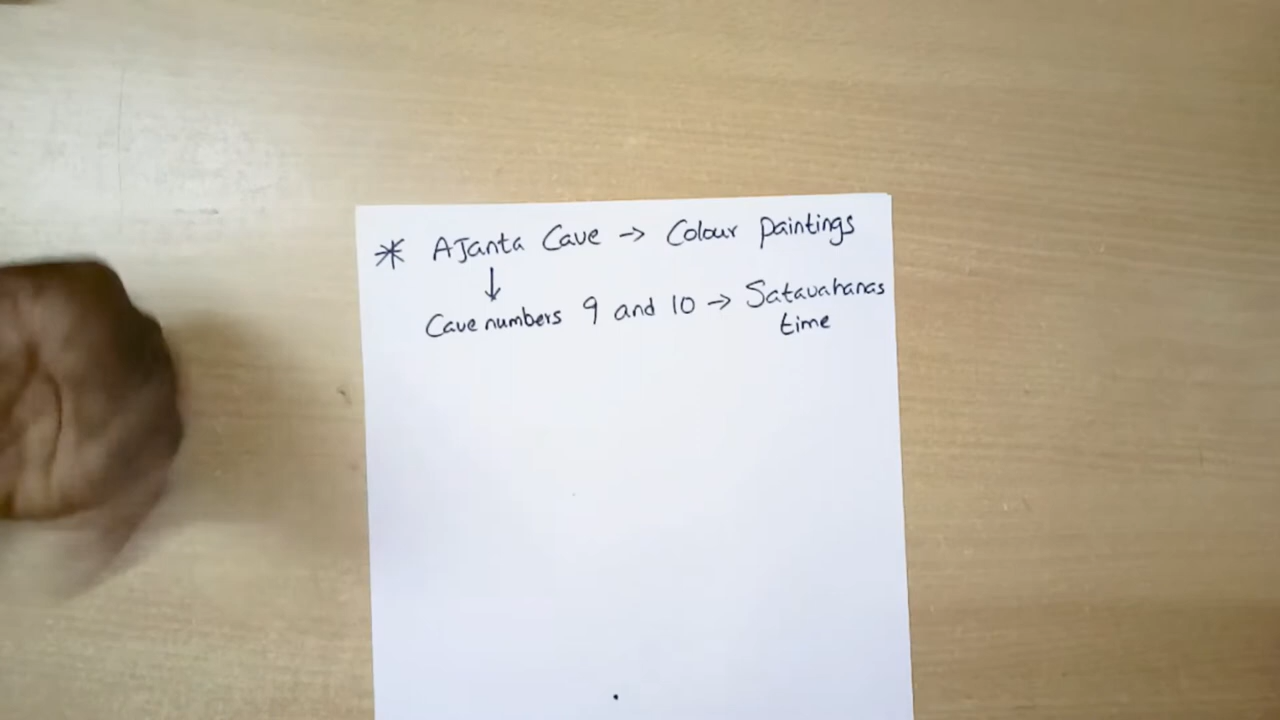 * AJanta Cave → Colour paintings
↓
Cave numbers 9 and 10 → Satavahanas
time